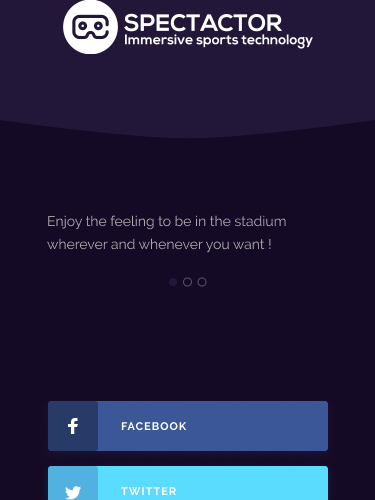 SPECTACTOR
Immersive sports technology
Enjoy the feeling to be in the stadium
wherever and whenever you want !
FACEBOOK
TWITTER